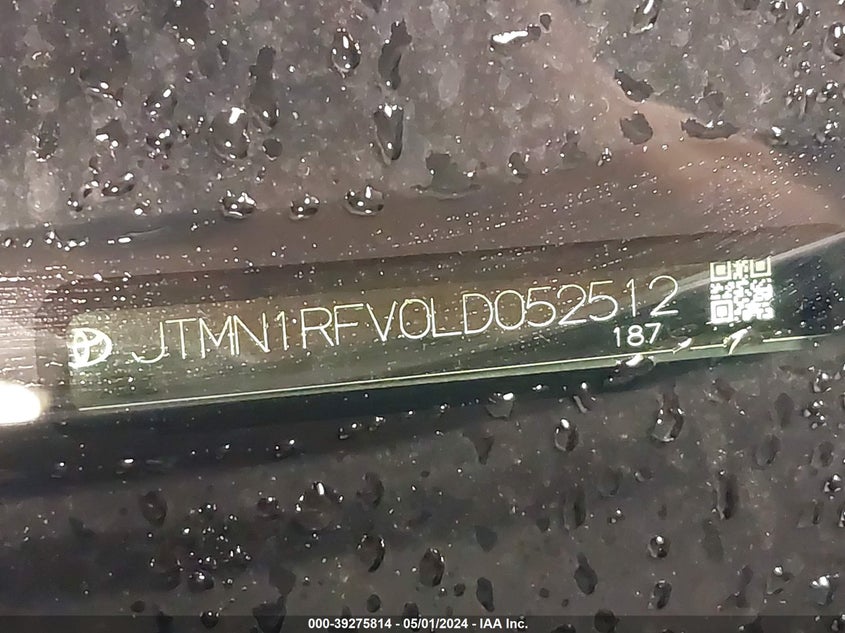 JTMN1RFV0LD052512
187
000-39275814 - 05/01/2024 - IAA Inc.